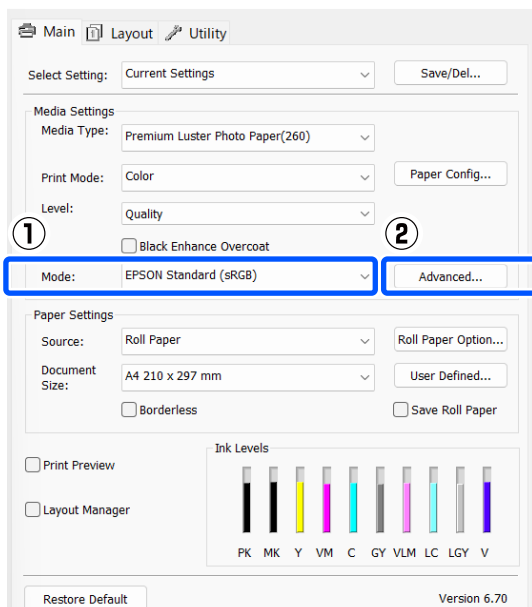 Main Layout Utility
Select Setting: Current Settings Save/Del...
Media Settings
Media Type: Premium Luster Photo Paper(260)
Print Mode: Color Paper Config...
Level: Quality
① ②
Black Enhance Overcoat
Mode: EPSON Standard (sRGB) Advanced...
Paper Settings
Source: Roll Paper Roll Paper Option...
Document
Size: A4 210 x 297 mm User Defined...
Borderless Save Roll Paper
Ink Levels
Print Preview
Layout Manager
PK MK Y VM C GY VLM LC LGY V
Restore Default Version 6.70